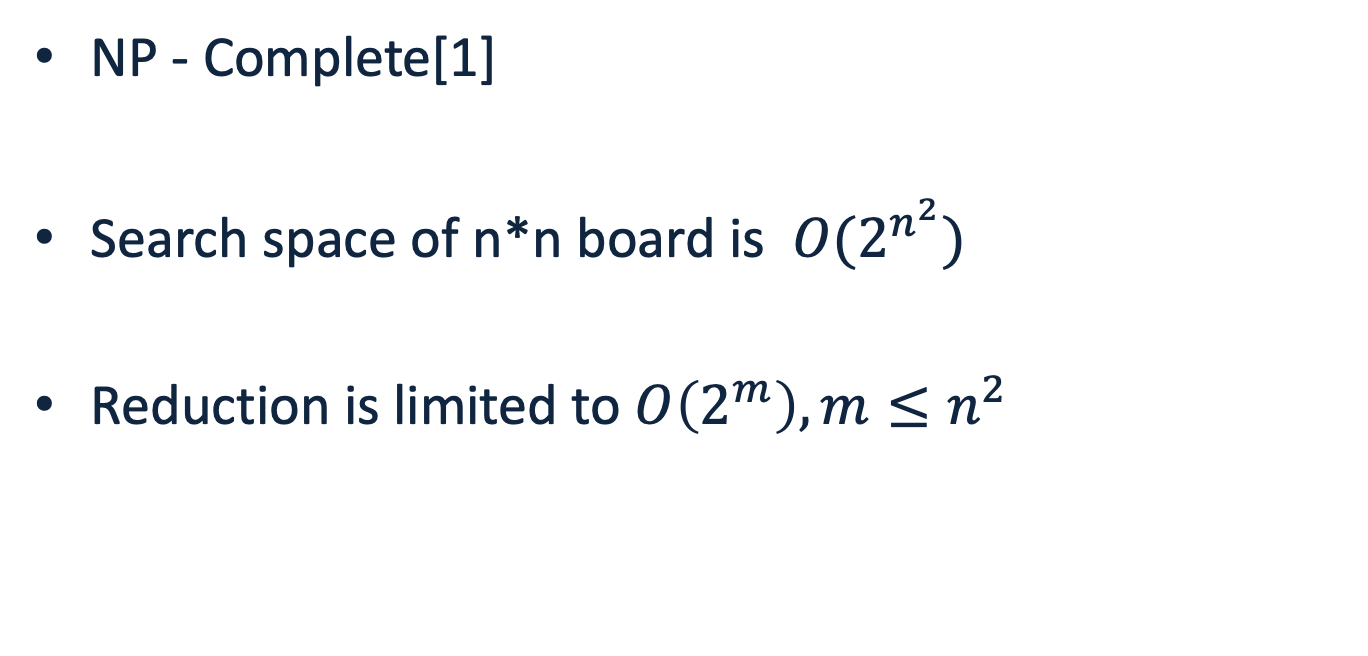 • NP - Complete[1]
• Search space of n*n board is O(2^{n^2})
• Reduction is limited to O(2^m), m ≤ n^2